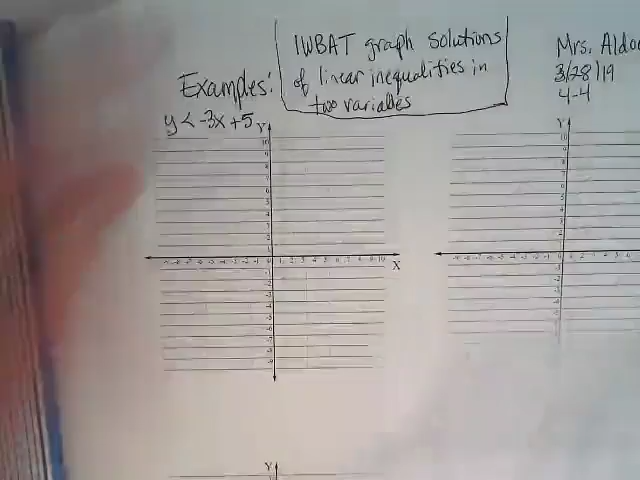 IWBAT graph solutions
of linear inequalities in
two variables
Examples:
y < -3x + 5
Mrs. Aldo
3/28/19
4-4
Y
X
Y
Y